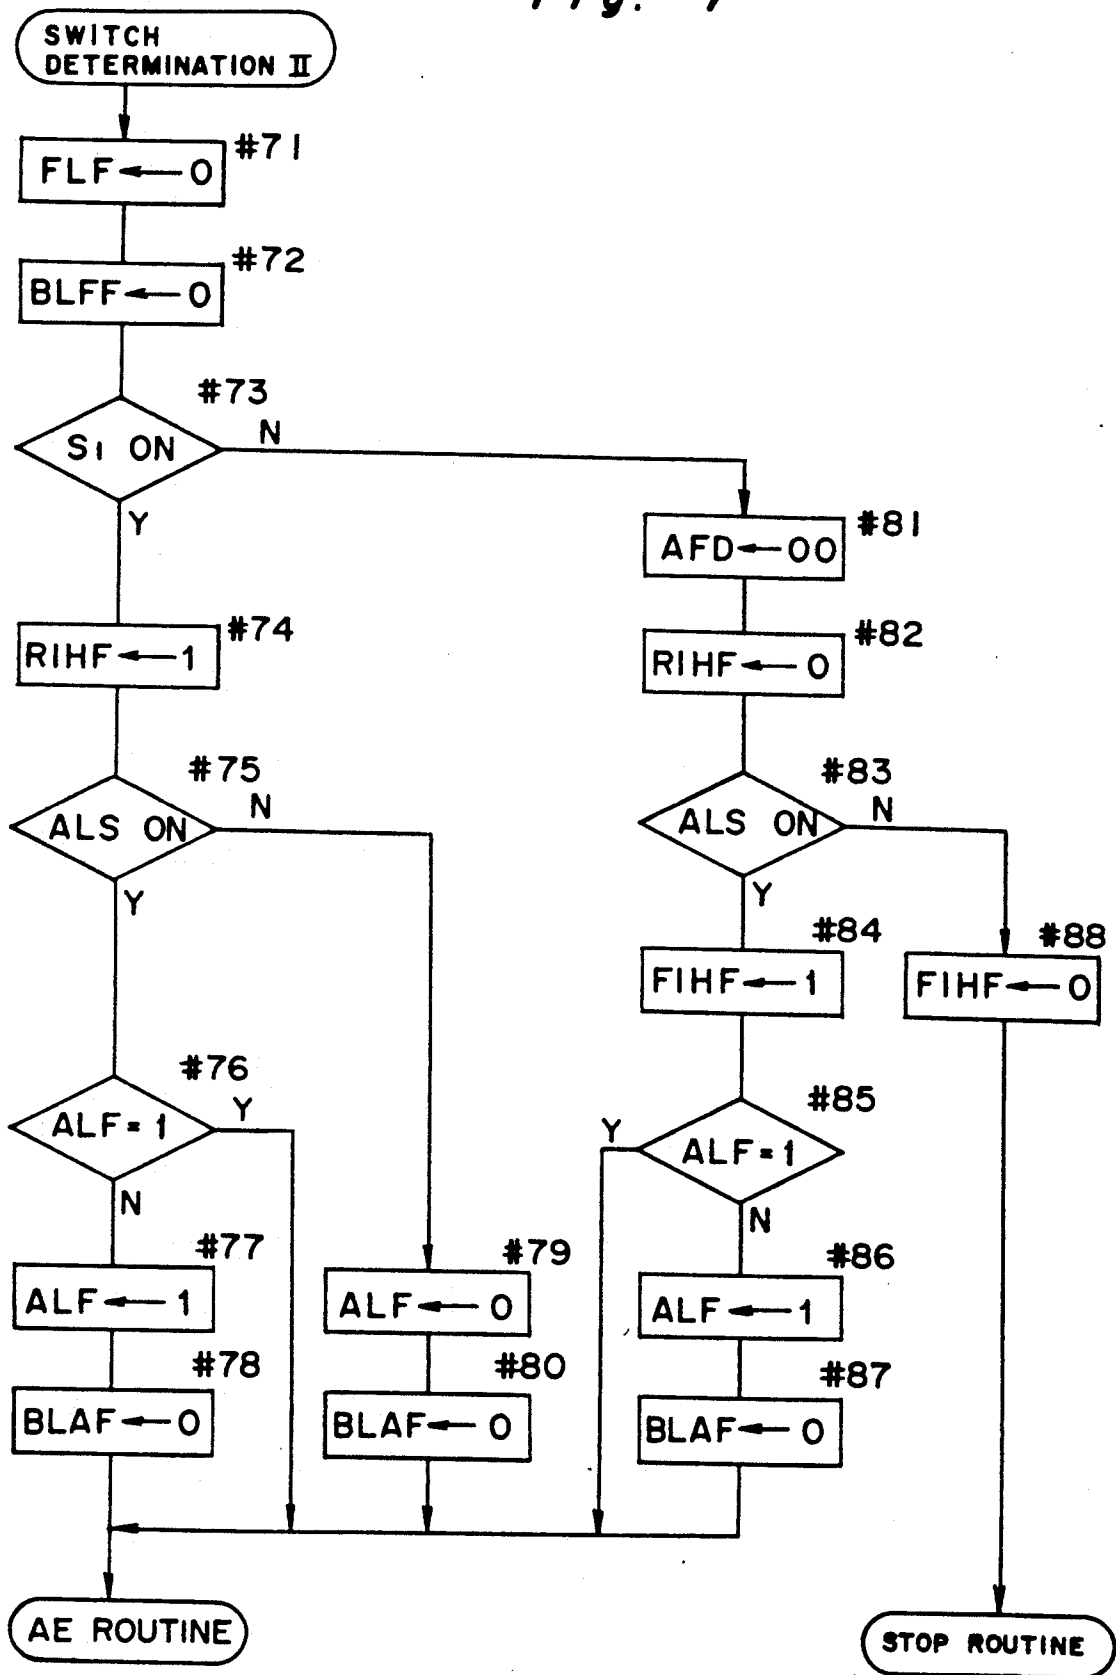 Fig. 7
SWITCH
DETERMINATION II
#71
FLF ← 0
#72
BLFF ← 0
#73
S1 ON
N
Y
#81
AFD ← 00
#74
RIHF ← 1
#82
RIHF ← 0
#75
ALS ON
N
Y
#83
ALS ON
N
Y
#84
FIHF ← 1
#88
FIHF ← 0
#76
ALF = 1
Y
N
#85
ALF = 1
Y
N
#77
ALF ← 1
#79
ALF ← 0
#86
ALF ← 1
#78
BLAF ← 0
#80
BLAF ← 0
#87
BLAF ← 0
AE ROUTINE
STOP ROUTINE